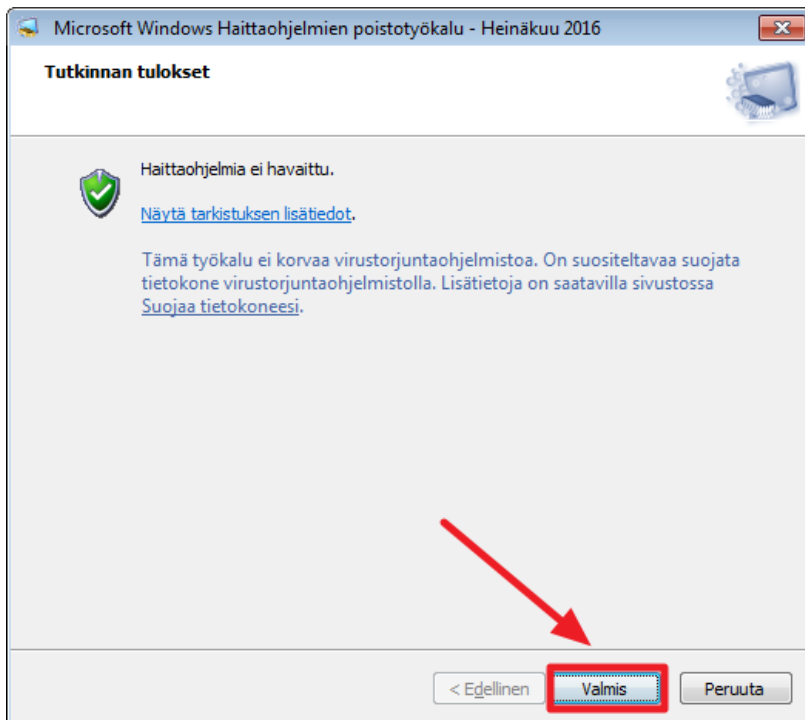 Microsoft Windows Haittaohjelmien poistotyökalu - Heinäkuu 2016
Tutkinnan tulokset
Haittaohjelmia ei havaittu.
Näytä tarkistuksen lisätiedot.
Tämä työkalu ei korvaa virustorjuntaohjelmistoa. On suositeltavaa suojata
tietokone virustorjuntaohjelmistolla. Lisätietoja on saatavilla sivustossa
Suojaa tietokoneesi.
< Edellinen Valmis Peruuta